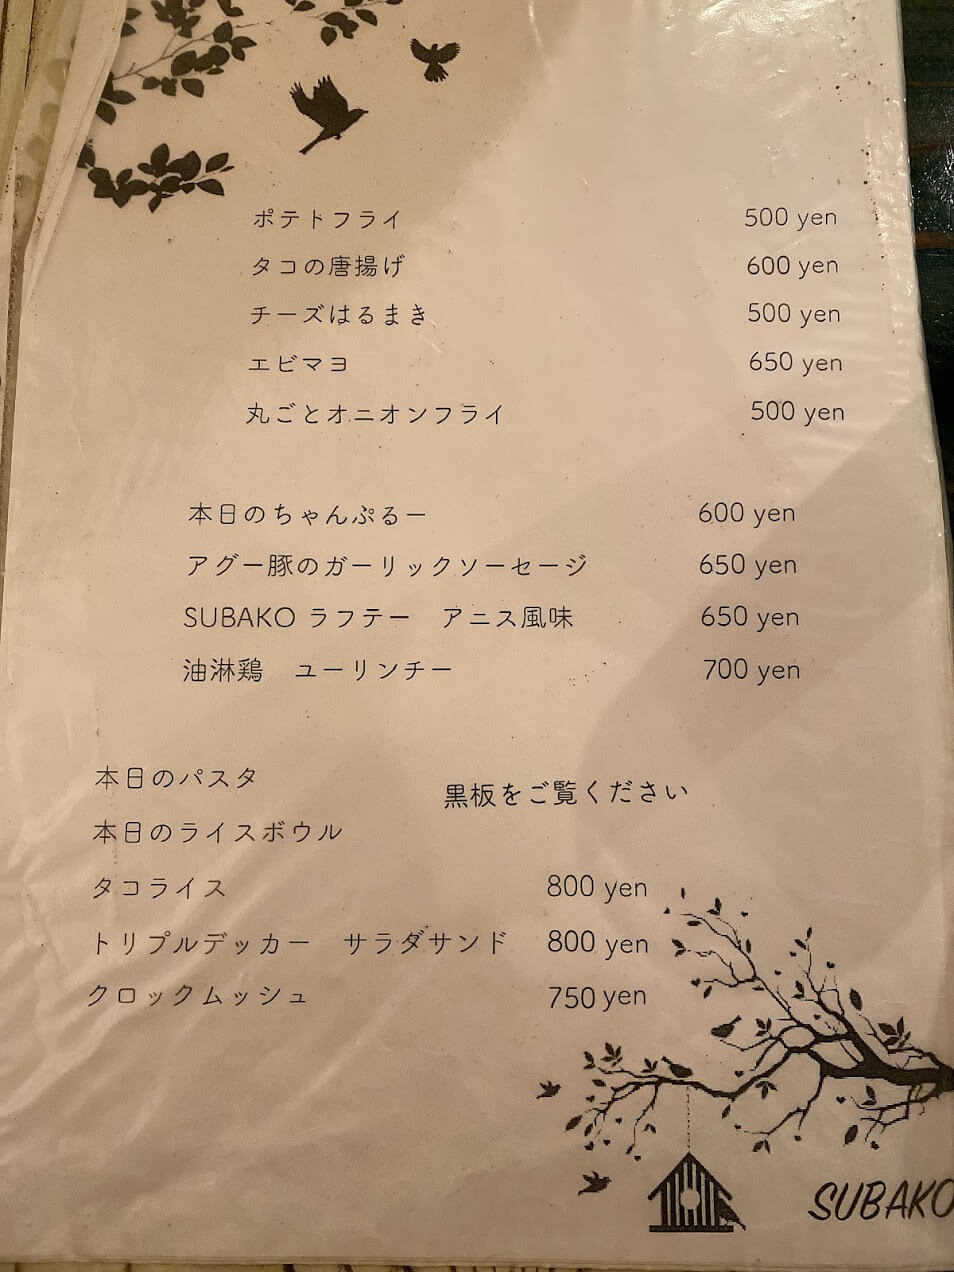 ポテトフライ 500 yen
タコの唐揚げ 600 yen
チーズはるまき 500 yen
エビマヨ 650 yen
丸ごとオニオンフライ 500 yen
本日のちゃんぷるー 600 yen
アグー豚のガーリックソーセージ 650 yen
SUBAKO ラフテー　アニス風味 650 yen
油淋鶏　ユーリンチー 700 yen
本日のパスタ
黒板をご覧ください
本日のライスボウル
タコライス 800 yen
トリプルデッカー　サラダサンド 800 yen
クロックムッシュ 750 yen
SUBAKO